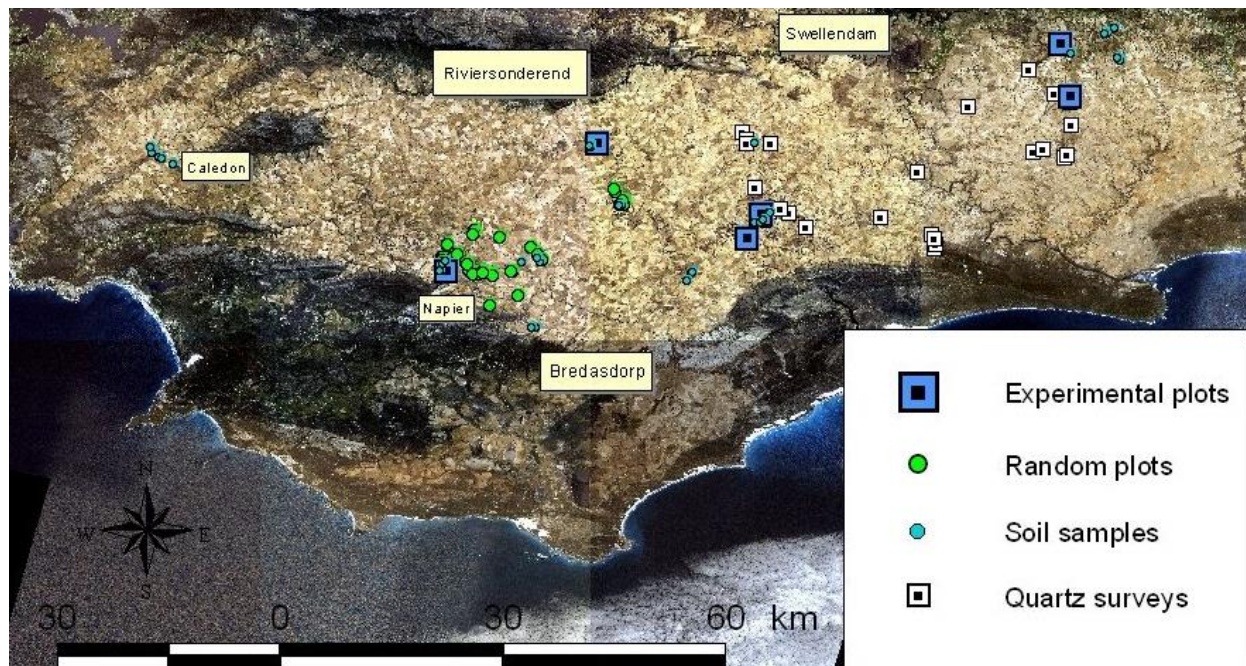 Swellendam
Riviersonderend
Caledon
Napier
Bredasdorp
Experimental plots
Random plots
Soil samples
Quartz surveys
N
W E
S
30 0 30 60 km